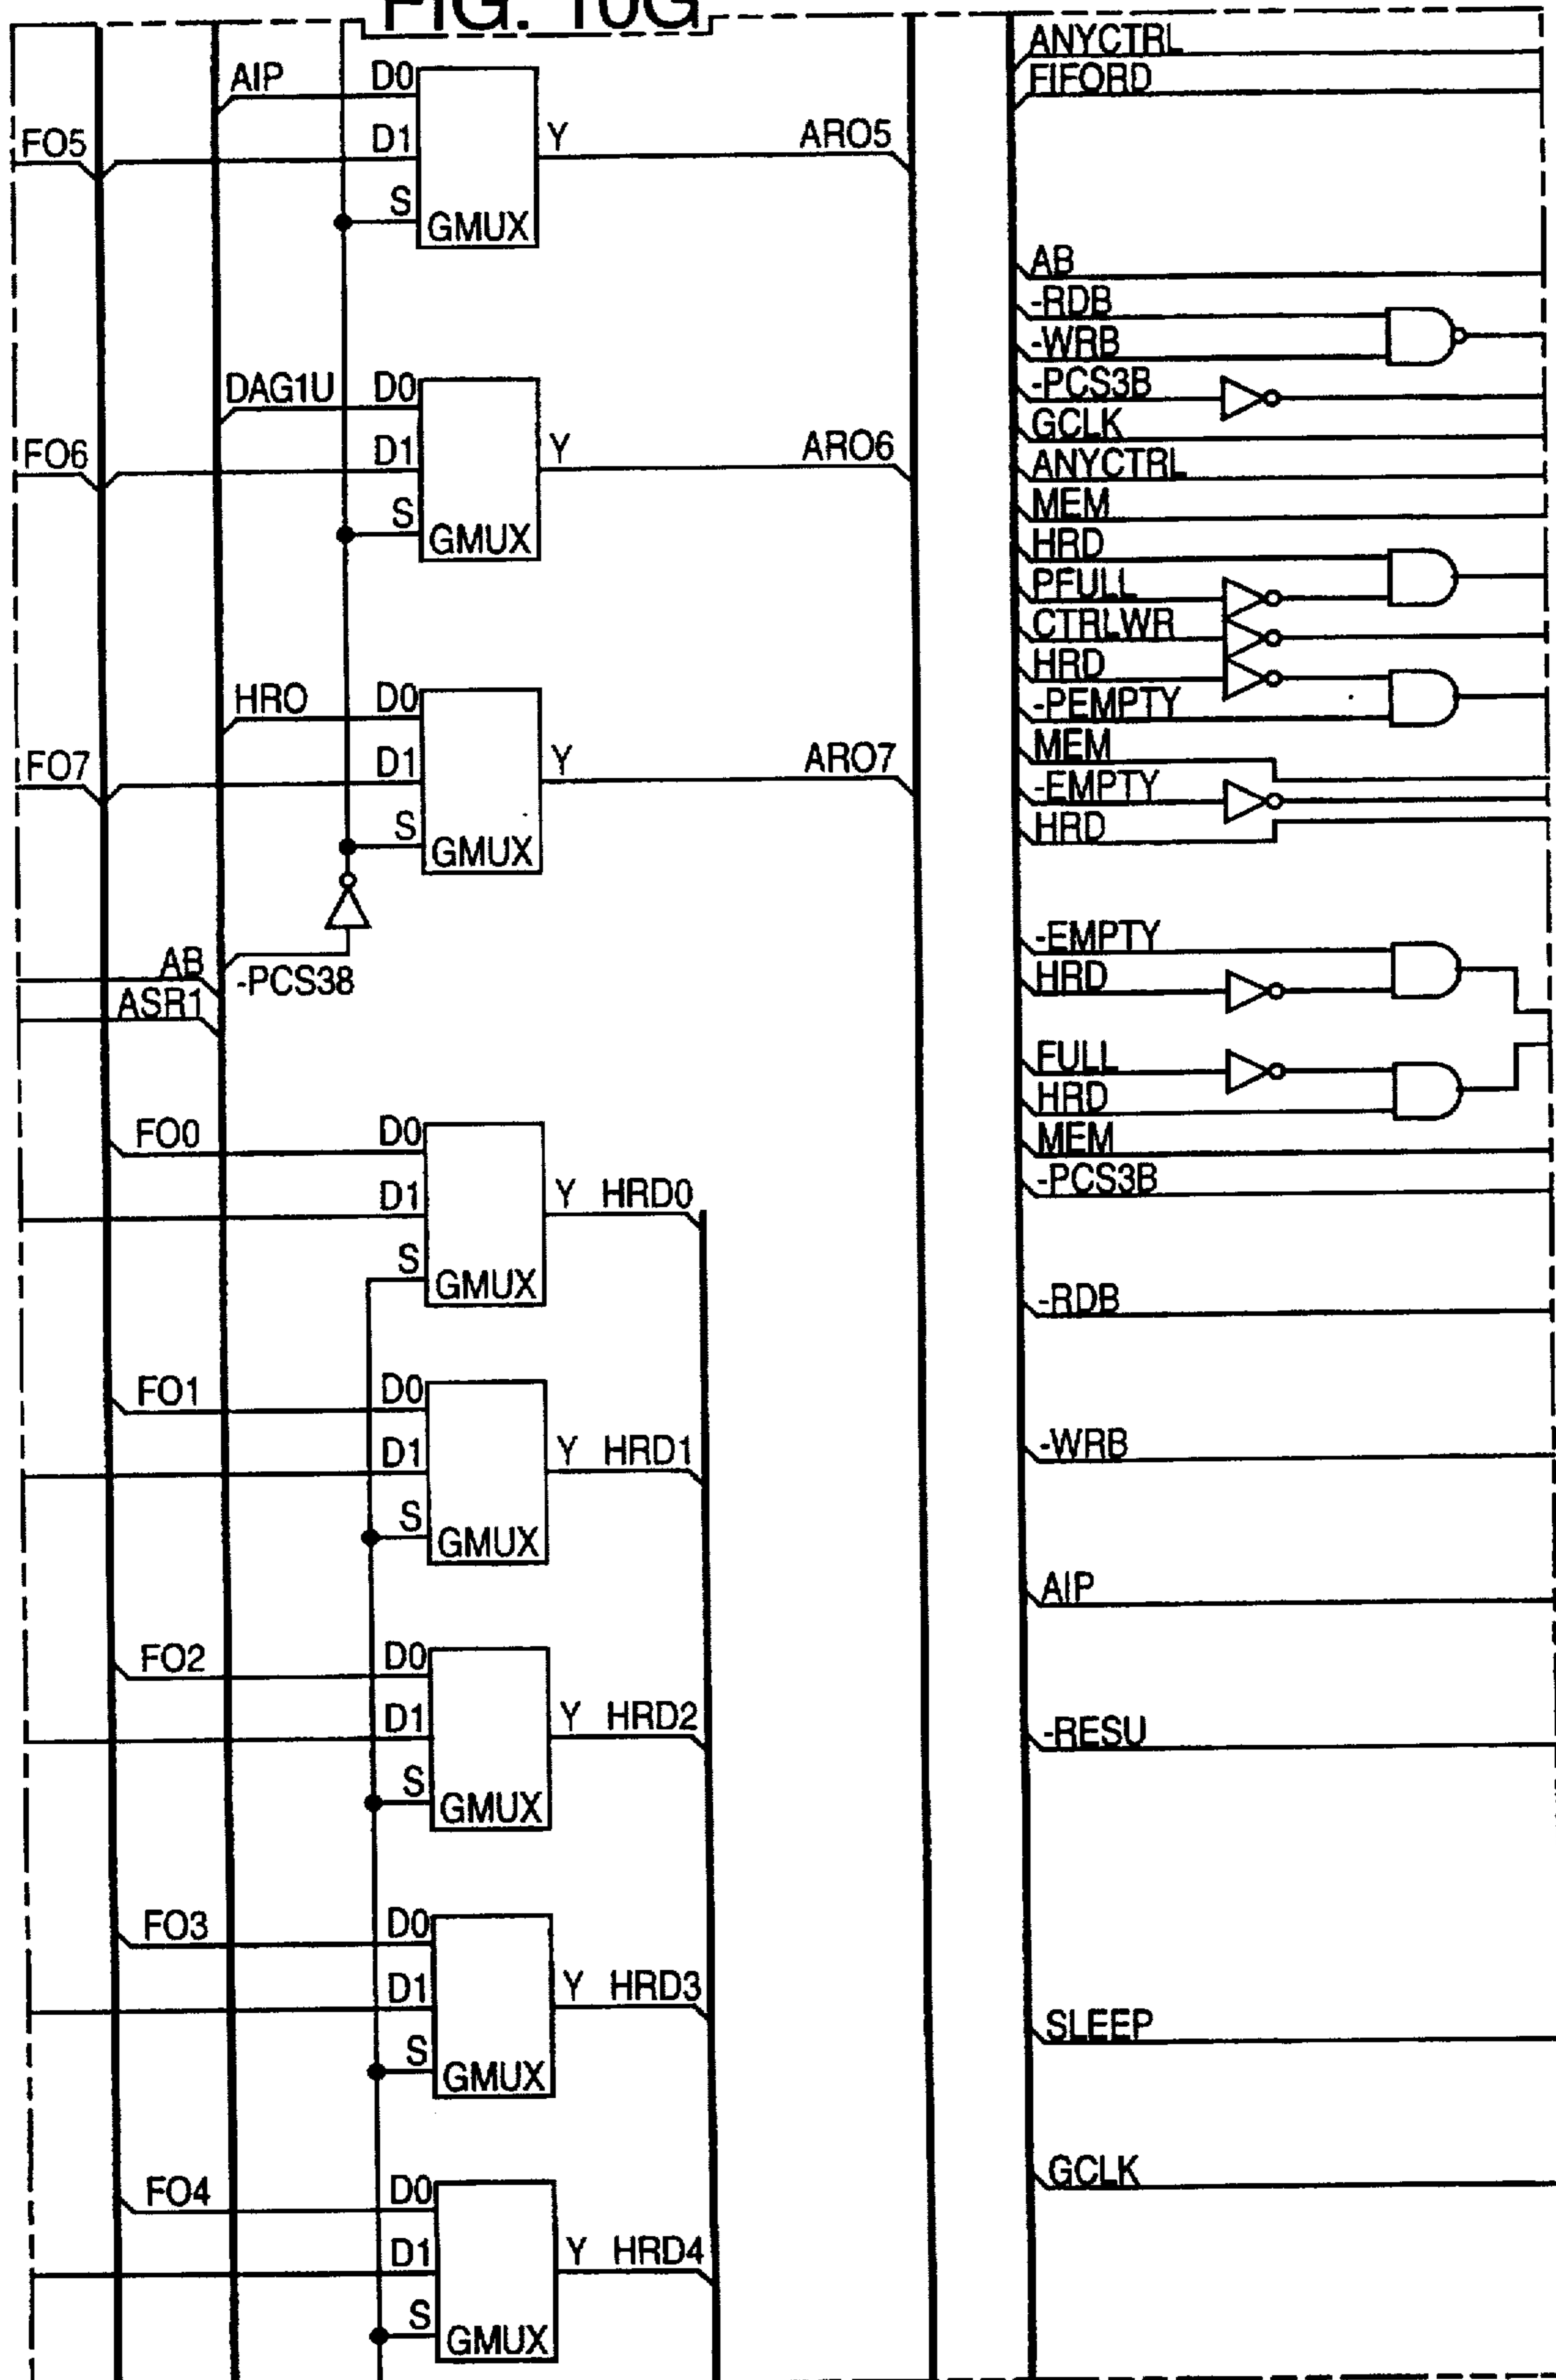 FIG. 10G
AIP
D0
FO5
D1
Y
ARO5
S
GMUX
DAG1U
D0
FO6
D1
Y
ARO6
S
GMUX
HRO
D0
FO7
D1
Y
ARO7
S
GMUX
AB
-PCS38
ASR1
FO0
D0
D1
Y
HRD0
S
GMUX
FO1
D0
D1
Y
HRD1
S
GMUX
FO2
D0
D1
Y
HRD2
S
GMUX
FO3
D0
D1
Y
HRD3
S
GMUX
FO4
D0
D1
Y
HRD4
S
GMUX
ANYCTRL
FIFORD
AB
-RDB
-WRB
-PCS3B
GCLK
ANYCTRL
MEM
HRD
PFULL
CTRLWR
HRD
-PEMPTY
MEM
-EMPTY
HRD
-EMPTY
HRD
FULL
HRD
MEM
-PCS3B
-RDB
-WRB
AIP
-RESU
SLEEP
GCLK